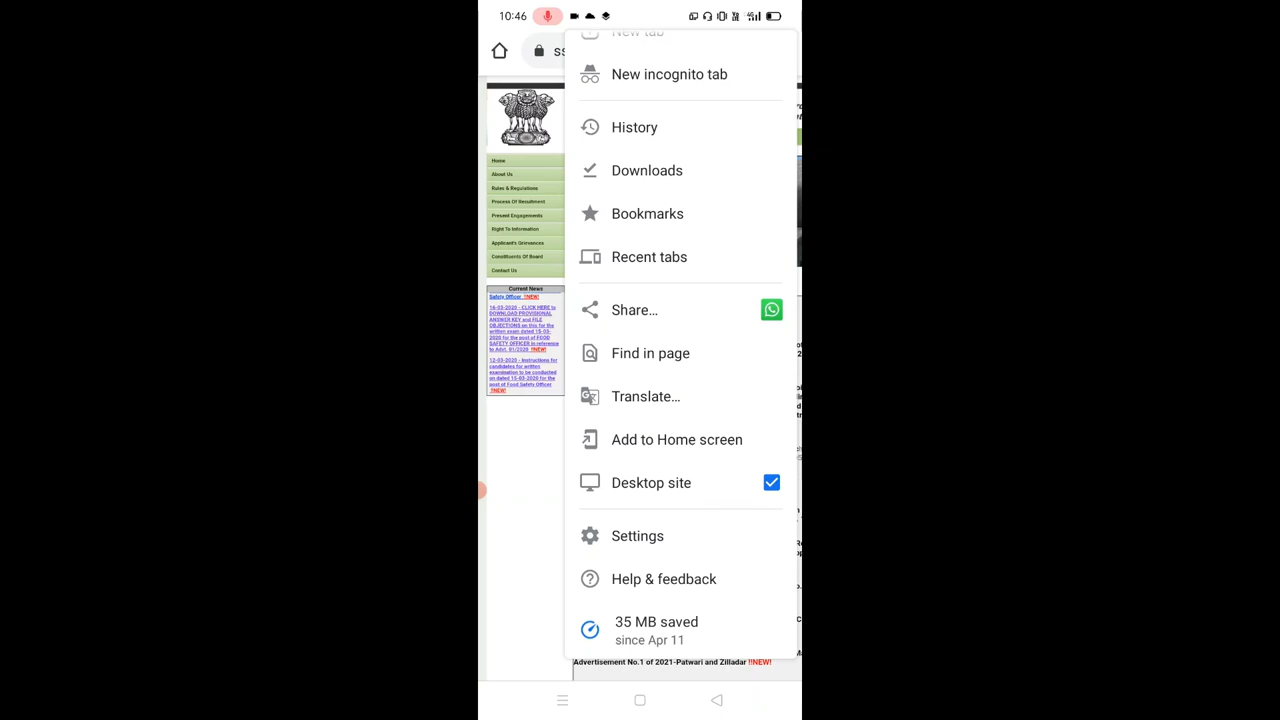 10:46
New tab
New incognito tab
History
Downloads
Bookmarks
Recent tabs
Share...
Find in page
Translate...
Add to Home screen
Desktop site
Settings
Help & feedback
35 MB saved
since Apr 11
Home
About Us
Rules & Regulations
Process Of Recruitment
Present Engagements
Right To Information
Applicant's Grievances
Constituents Of Board
Contact Us
Current News
Safety Officer !!NEW!
16-03-2020 - CLICK HERE to
DOWNLOAD PROVISIONAL
ANSWER KEY and FILE
OBJECTIONS on this for the
written exam dated 15-03-
2020 for the post of FOOD
SAFETY OFFICER in reference
to Advt. 01/2020 !!NEW!
12-03-2020 - Instructions for
candidates for written
examination to be conducted
on dated 15-03-2020 for the
post of Food Safety Officer
!!NEW!
Advertisement No.1 of 2021-Patwari and Zilladar !!NEW!